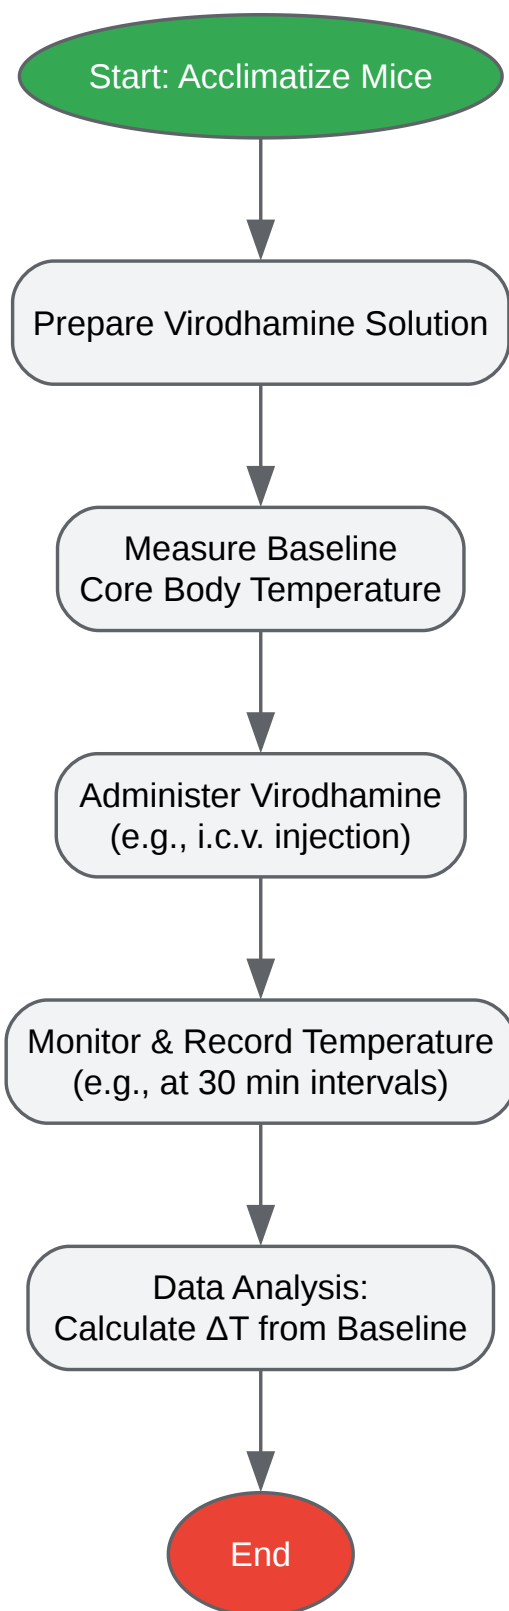 Start: Acclimatize Mice
Prepare Virodhamine Solution
Measure Baseline
Core Body Temperature
Administer Virodhamine
(e.g., i.c.v. injection)
Monitor & Record Temperature
(e.g., at 30 min intervals)
Data Analysis:
Calculate ΔT from Baseline
End